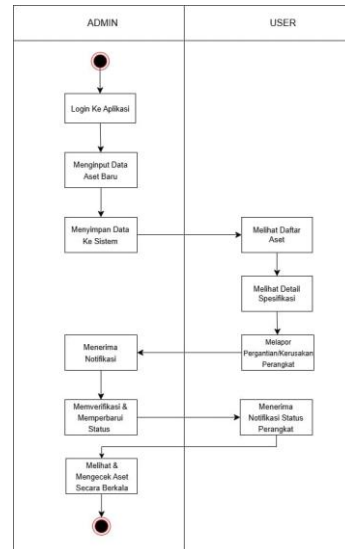 ADMIN
USER
Login Ke Aplikasi
Menginput Data
Aset Baru
Menyimpan Data
Ke Sistem
Melihat Daftar
Aset
Melihat Detail
Spesifikasi
Melapor
Pergantian/Kerusakan
Perangkat
Menerima
Notifikasi
Memverifikasi &
Memperbarui
Status
Menerima
Notifikasi Status
Perangkat
Melihat &
Mengecek Aset
Secara Berkala